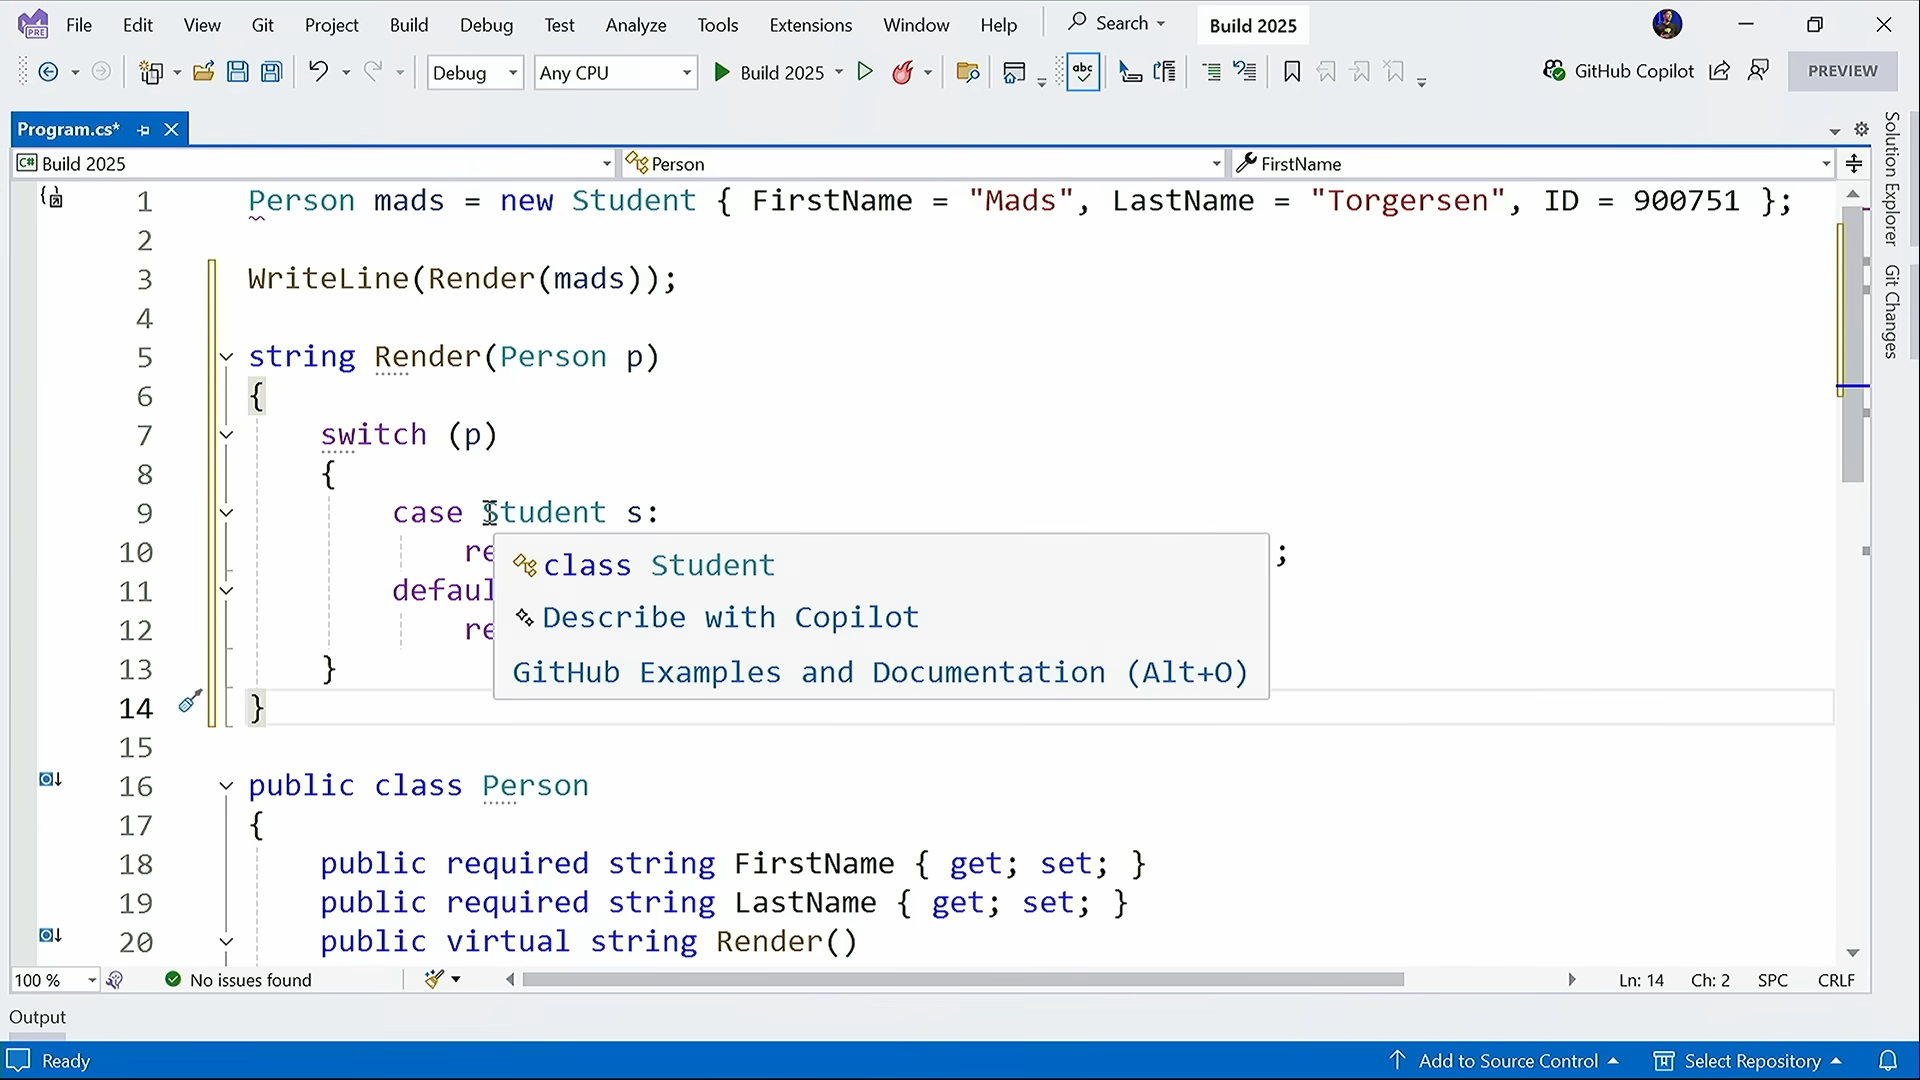 PRE File Edit View Git Project Build Debug Test Analyze Tools Extensions Window Help Search Build 2025
Debug Any CPU Build 2025 abc GitHub Copilot PREVIEW
Program.cs*
C# Build 2025 Person FirstName
Solution Explorer
Git Changes
1 Person mads = new Student { FirstName = "Mads", LastName = "Torgersen", ID = 900751 };
2
3 WriteLine(Render(mads));
4
5 string Render(Person p)
6 {
7 switch (p)
8 {
9 case Student s:
10 re ;
11 defaul
12 re
13 }
14 }
15
16 public class Person
17 {
18 public required string FirstName { get; set; }
19 public required string LastName { get; set; }
20 public virtual string Render()
class Student
Describe with Copilot
GitHub Examples and Documentation (Alt+O)
100 % No issues found Ln: 14 Ch: 2 SPC CRLF
Output
Ready Add to Source Control Select Repository